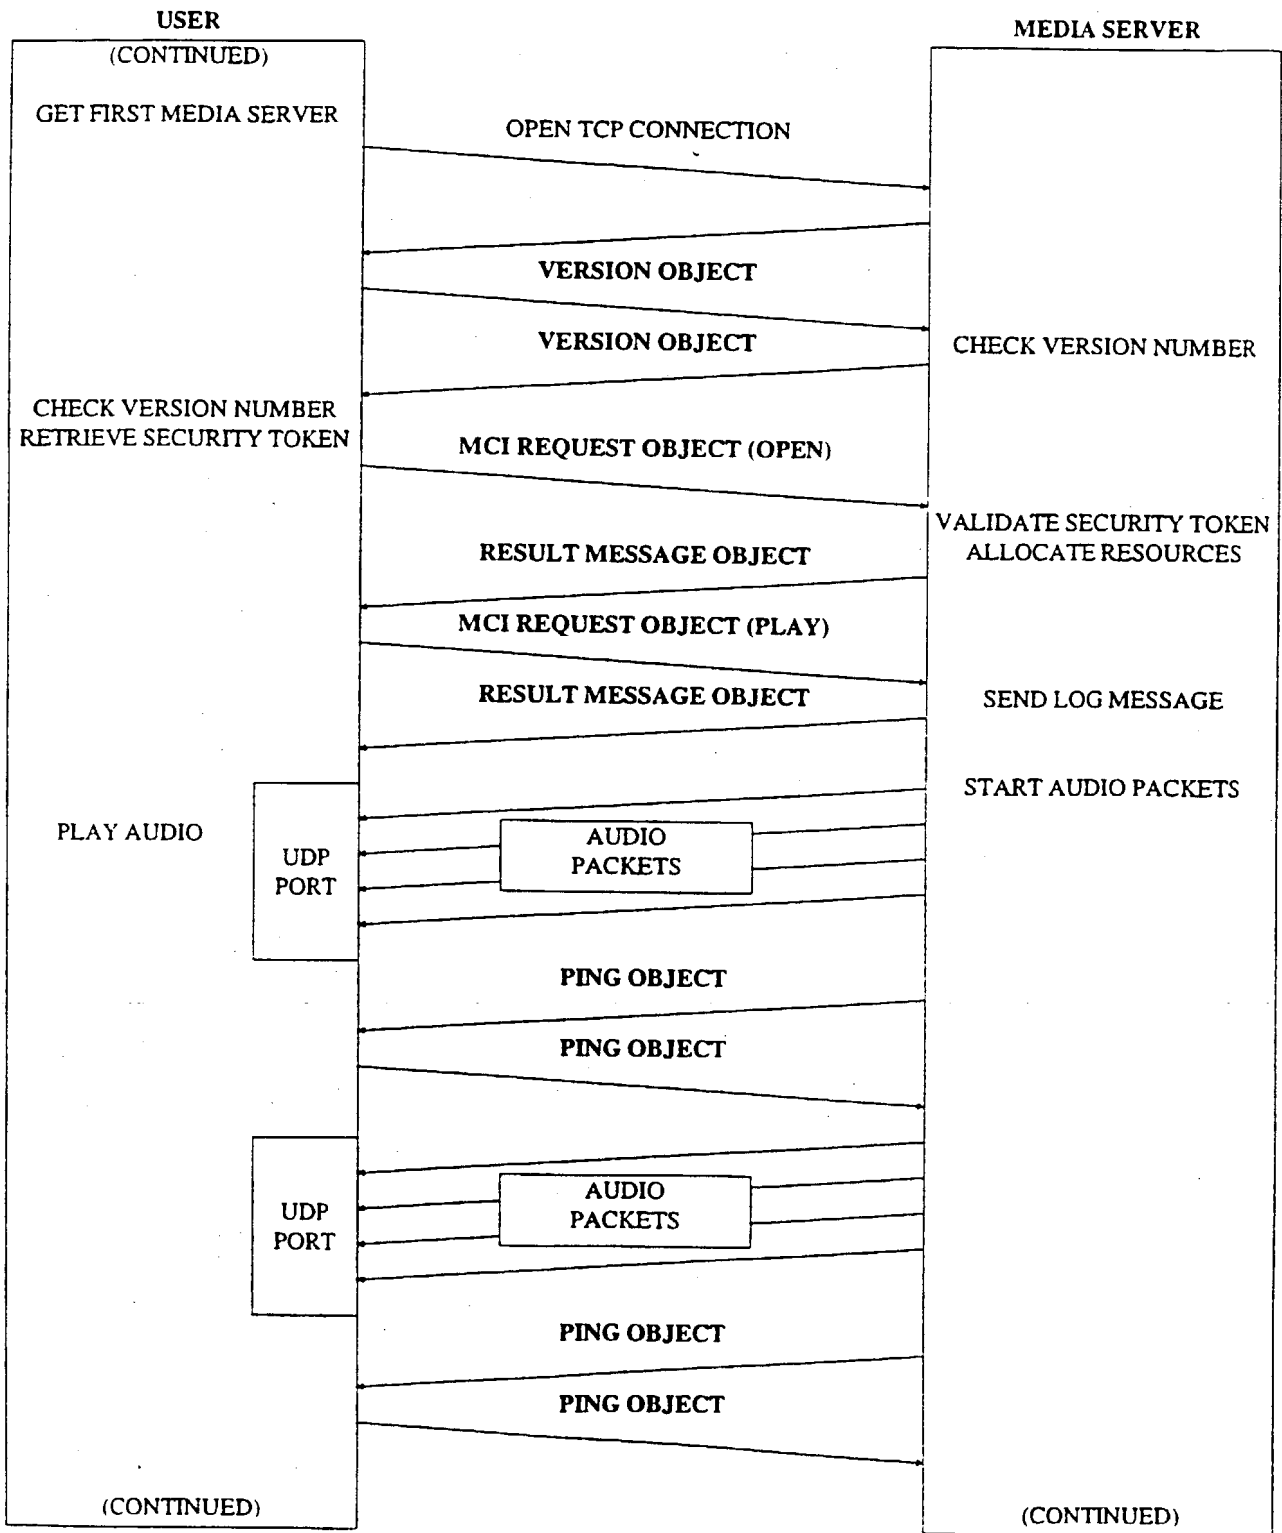 USER
MEDIA SERVER
(CONTINUED)
GET FIRST MEDIA SERVER
OPEN TCP CONNECTION
VERSION OBJECT
VERSION OBJECT
CHECK VERSION NUMBER
CHECK VERSION NUMBER
RETRIEVE SECURITY TOKEN
MCI REQUEST OBJECT (OPEN)
VALIDATE SECURITY TOKEN
ALLOCATE RESOURCES
RESULT MESSAGE OBJECT
MCI REQUEST OBJECT (PLAY)
RESULT MESSAGE OBJECT
SEND LOG MESSAGE
START AUDIO PACKETS
PLAY AUDIO
UDP
PORT
AUDIO
PACKETS
PING OBJECT
PING OBJECT
UDP
PORT
AUDIO
PACKETS
PING OBJECT
PING OBJECT
(CONTINUED)
(CONTINUED)